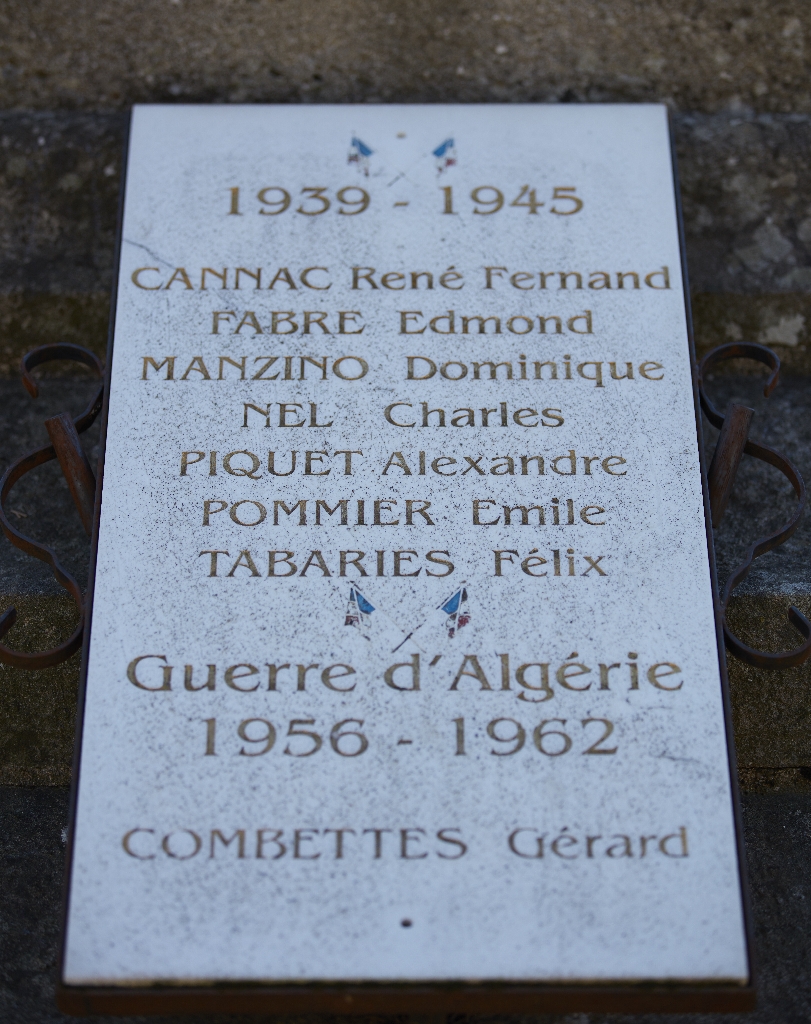 1939 - 1945
CANNAC René Fernand
FABRE Edmond
MANZINO Dominique
NEL Charles
PIQUET Alexandre
POMMIER Emile
TABARIES Félix
Guerre d'Algérie
1956 - 1962
COMBETTES Gérard